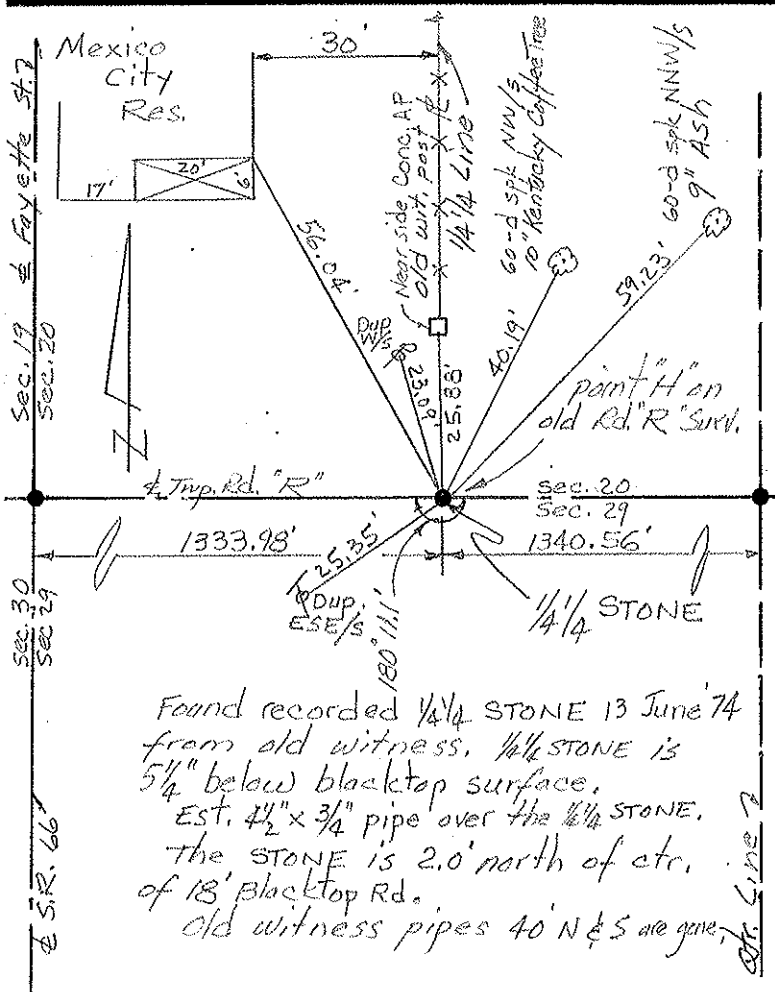 Mexico
City
Res.
30'
20'
6'
17'
℄ Fayette St.
Sec. 19
Sec. 20
56.04'
Near side Conc. AP
old wit. post
¼¼ Line
60-d spk NW/S
10" Kentucky Coffee Tree
60-d spk NNW/S
9" Ash
Dup
W/S
23.09'
25.88'
40.19'
59.23'
point "H" on
old Rd. "R" Surv.
℄ Twp. Rd. "R"
Sec. 20
Sec. 29
1333.98'
1340.56'
25.35'
Dup.
ESE/S
180° 11.1'
¼¼ STONE
Sec. 30
Sec 29
Found recorded ¼¼ STONE 13 June '74
from old witness. ¼¼ STONE is
5¼" below blacktop surface.
Est. 4½" x ¾" pipe over the ¼¼ STONE.
The STONE is 2.0' north of ctr.
of 18' Blacktop Rd.
Old witness pipes 40' N & S are gone.
℄ S.R. 66'
Qtr. Line